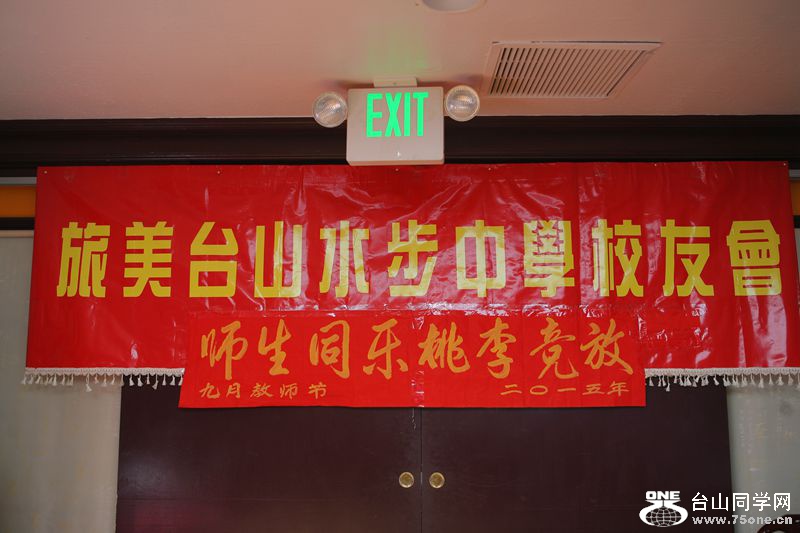 EXIT
旅美台山水步中學校友會
师生同乐桃李竞放
九月教师节 二〇一五年
ONE 台山同学网
www.75one.cn